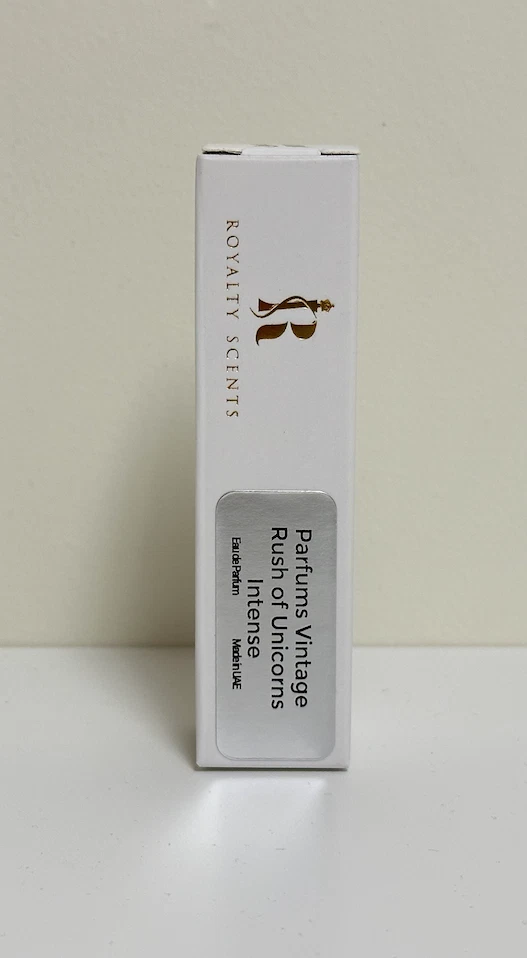 ROYALTY SCENTS
Parfums Vintage
Rush of Unicorns
Intense
Eau de Parfum
Made in UAE